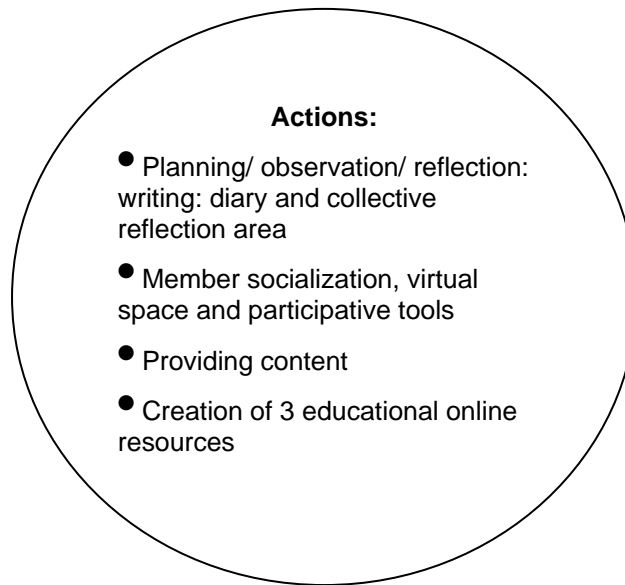 Actions:
● Planning/ observation/ reflection:
writing: diary and collective
reflection area
● Member socialization, virtual
space and participative tools
● Providing content
● Creation of 3 educational online
resources